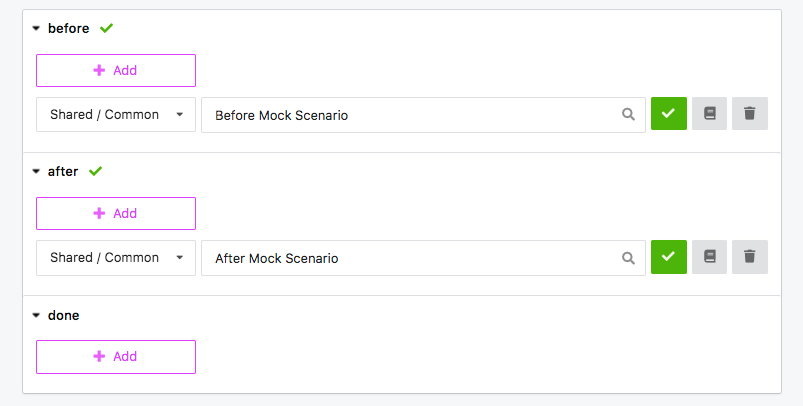 before
Add
Shared / Common
Before Mock Scenario
after
Add
Shared / Common
After Mock Scenario
done
Add